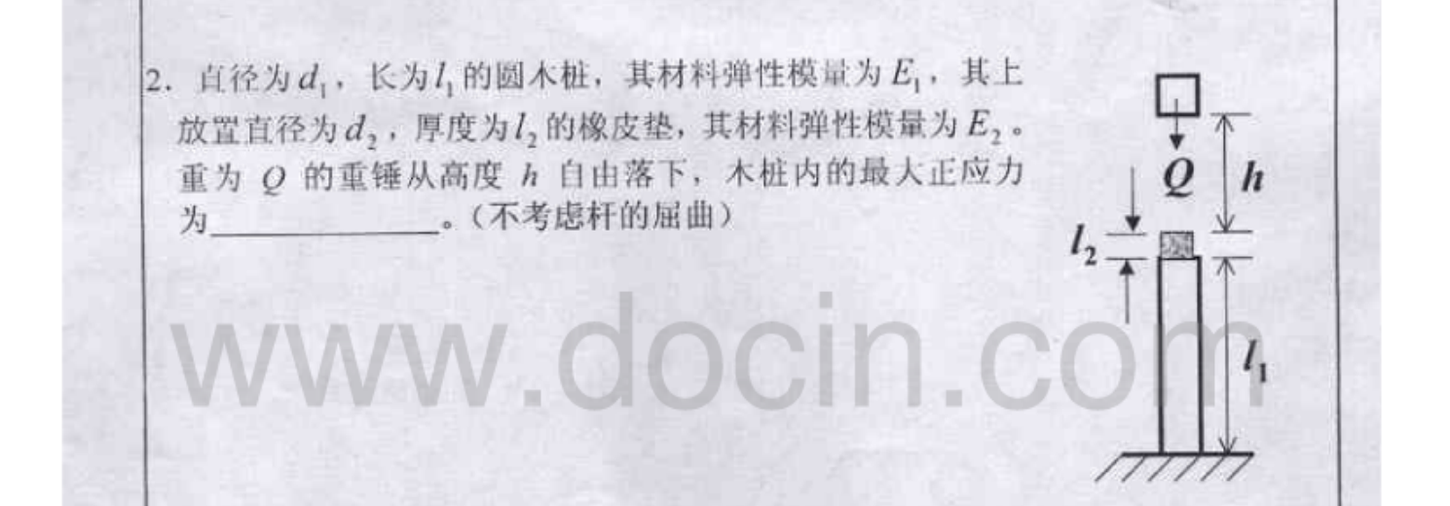 2. 直径为 d₁，长为 l₁ 的圆木桩，其材料弹性模量为 E₁，其上
放置直径为 d₂，厚度为 l₂ 的橡皮垫，其材料弹性模量为 E₂。
重为 Q 的重锤从高度 h 自由落下，木桩内的最大正应力
为____________。（不考虑杆的屈曲）
Q
h
l₂
l₁
www.docin.com